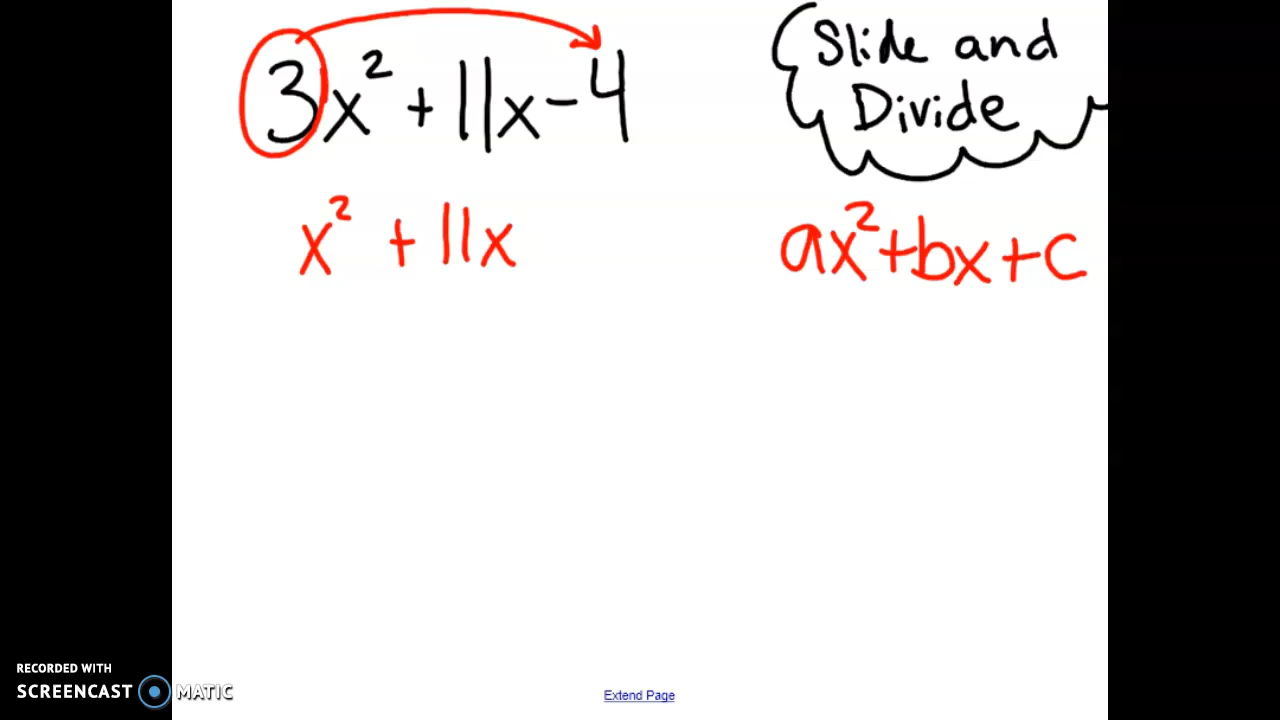 3x² + 11x - 4
Slide and
Divide
x² + 11x
ax² + bx + c
RECORDED WITH
SCREENCAST MATIC
Extend Page